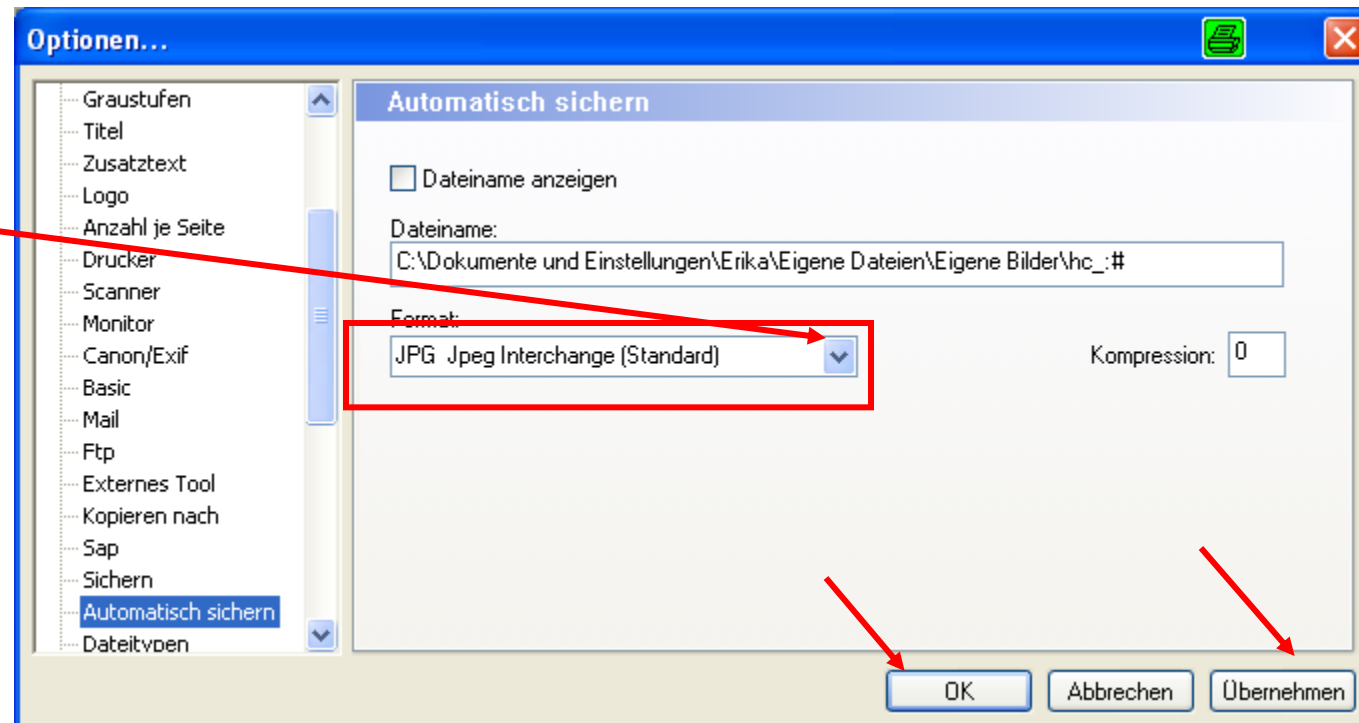 Optionen...
Graustufen
Titel
Zusatztext
Logo
Anzahl je Seite
Drucker
Scanner
Monitor
Canon/Exif
Basic
Mail
Ftp
Externes Tool
Kopieren nach
Sap
Sichern
Automatisch sichern
Dateitypen
Automatisch sichern
Dateiname anzeigen
Dateiname:
C:\Dokumente und Einstellungen\Erika\Eigene Dateien\Eigene Bilder\hc_:#
Format:
JPG  Jpeg Interchange (Standard)
Kompression: 0
OK Abbrechen Übernehmen